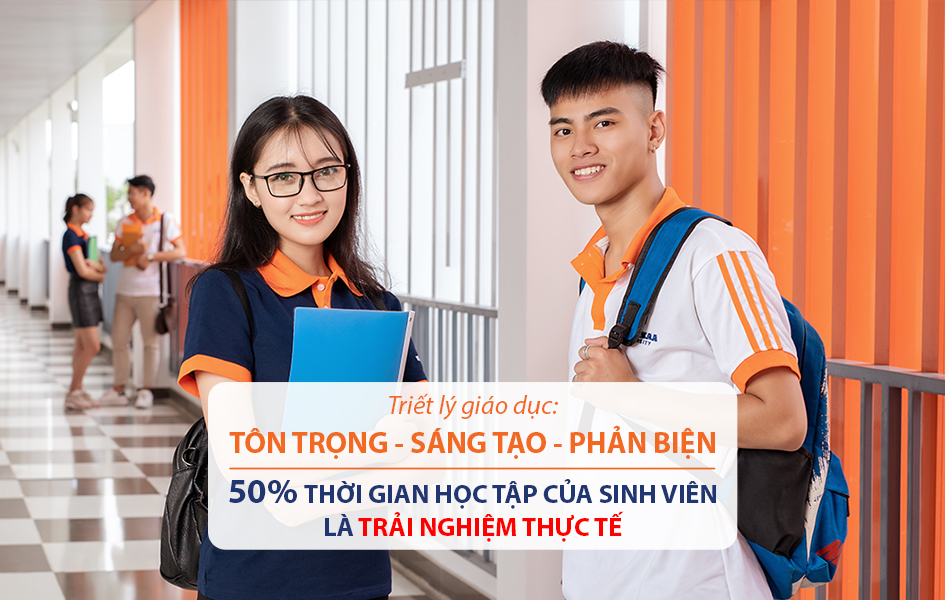 Triết lý giáo dục:
TÔN TRỌNG - SÁNG TẠO - PHẢN BIỆN
50% THỜI GIAN HỌC TẬP CỦA SINH VIÊN
LÀ TRẢI NGHIỆM THỰC TẾ